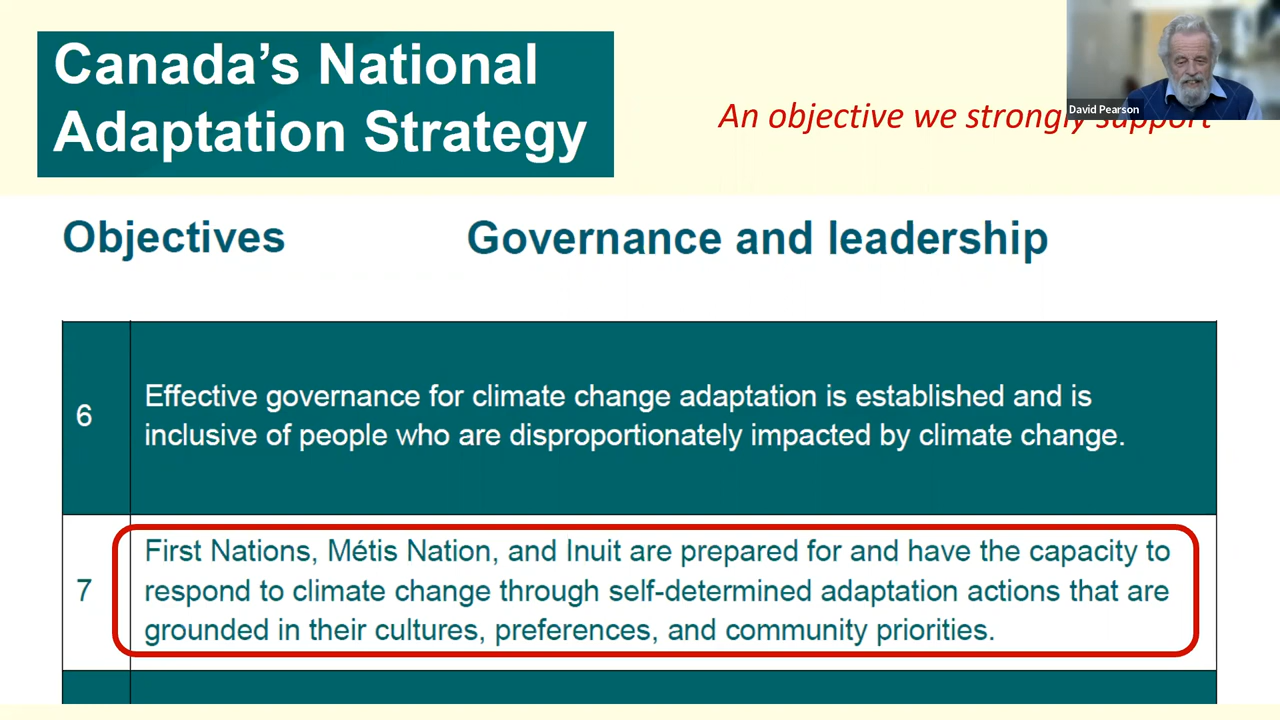 Canada's National
Adaptation Strategy
An objective we strongly support
David Pearson
Objectives
Governance and leadership
6
Effective governance for climate change adaptation is established and is
inclusive of people who are disproportionately impacted by climate change.
7
First Nations, Métis Nation, and Inuit are prepared for and have the capacity to
respond to climate change through self-determined adaptation actions that are
grounded in their cultures, preferences, and community priorities.